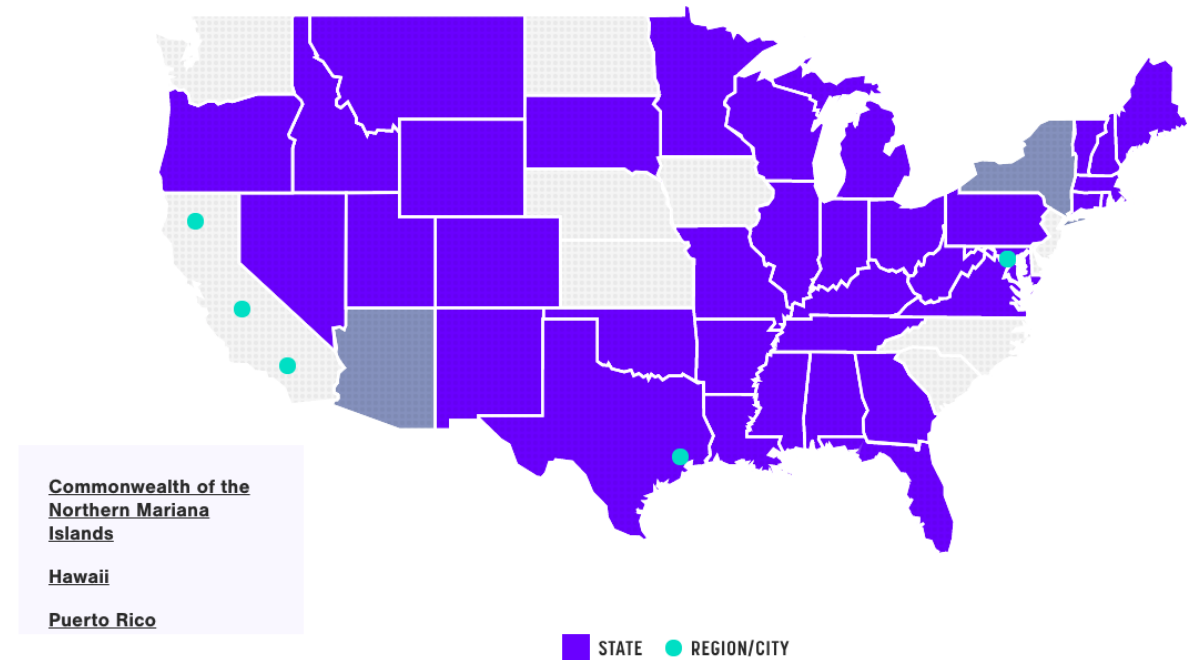 Commonwealth of the
Northern Mariana
Islands
Hawaii
Puerto Rico
STATE
REGION/CITY